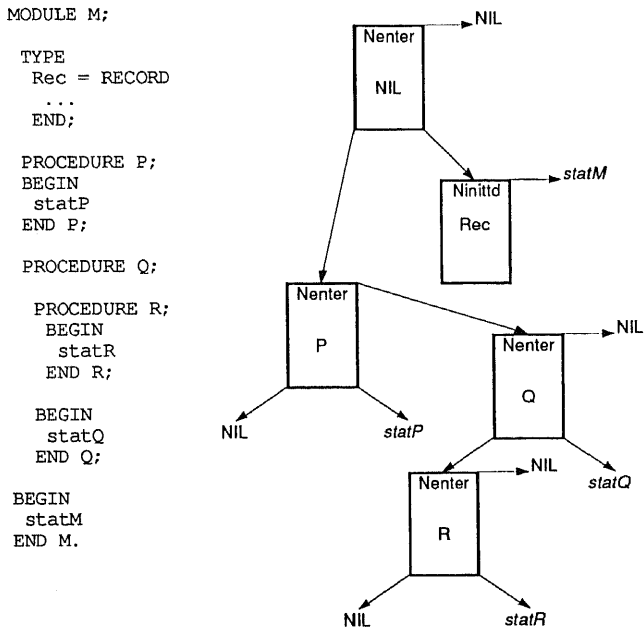 MODULE M;
TYPE
Rec = RECORD
...
END;
PROCEDURE P;
BEGIN
statP
END P;
PROCEDURE Q;
PROCEDURE R;
BEGIN
statR
END R;
BEGIN
statQ
END Q;
BEGIN
statM
END M.
Nenter
NIL
NIL
Ninittd
statM
Rec
Nenter
P
NIL
statP
Nenter
NIL
Q
statQ
Nenter
NIL
R
NIL
statR